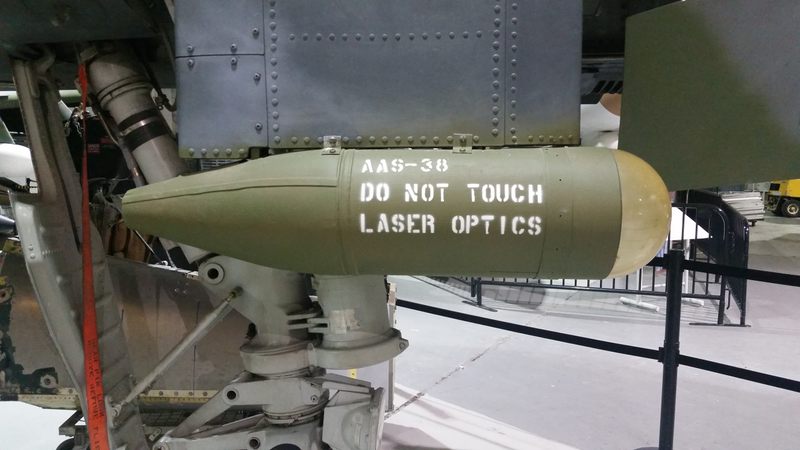 AAS-38
DO NOT TOUCH
LASER OPTICS